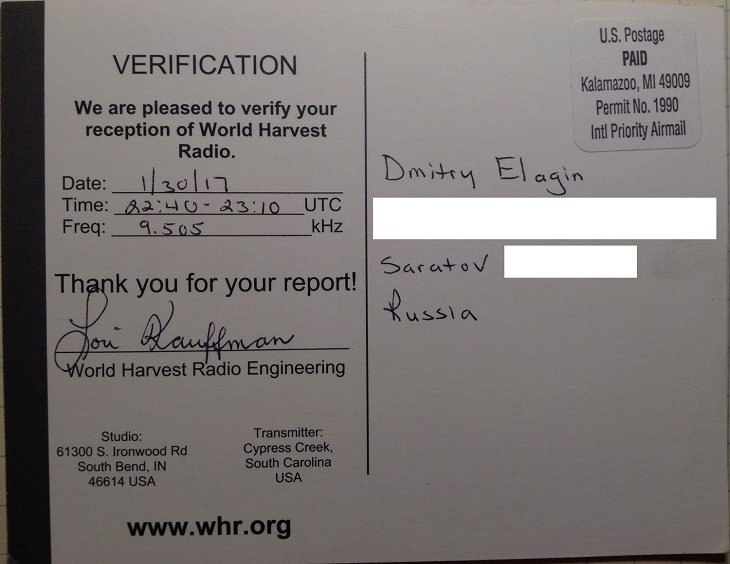 VERIFICATION
We are pleased to verify your
reception of World Harvest
Radio.
Date: 1/30/17
Time: 22:40 - 23:10 UTC
Freq: 9.505 kHz
Thank you for your report!
Lori Kauffman
World Harvest Radio Engineering
Studio:
61300 S. Ironwood Rd
South Bend, IN
46614 USA
Transmitter:
Cypress Creek,
South Carolina
USA
www.whr.org
U.S. Postage
PAID
Kalamazoo, MI 49009
Permit No. 1990
Intl Priority Airmail
Dmitry Elagin
Saratov
Russia